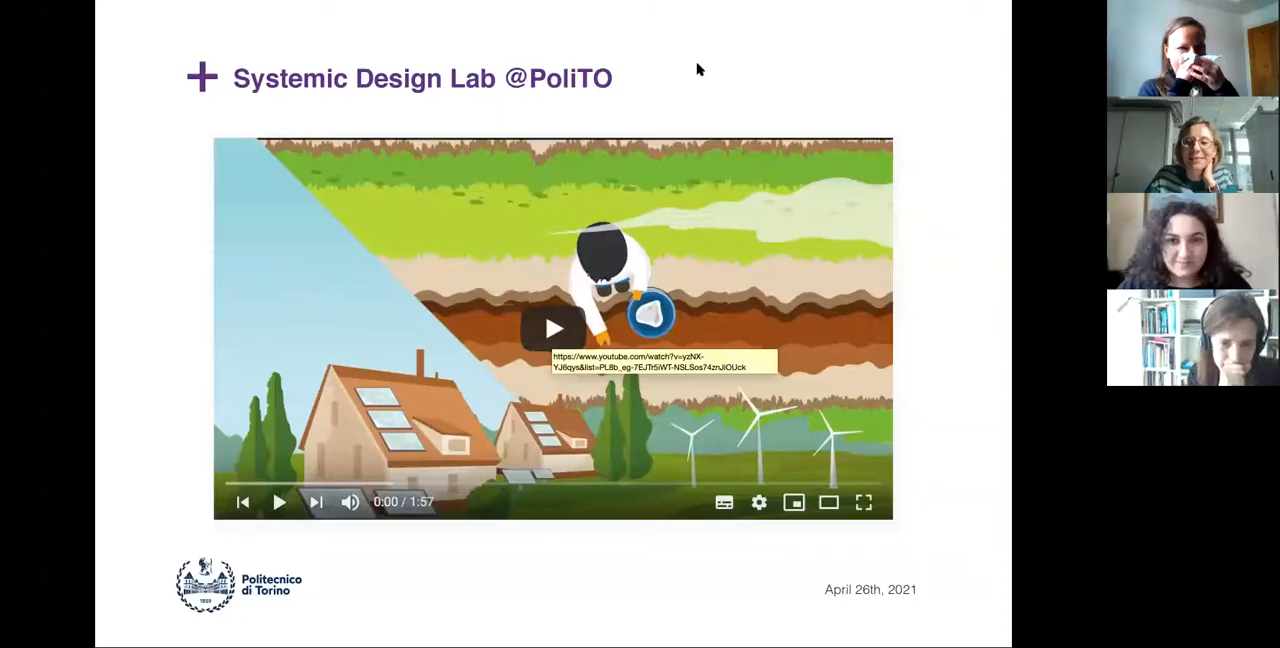 Systemic Design Lab @PoliTO
https://www.youtube.com/watch?v=yzNX-
YJ6qys&list=PL8b_eg-7EJTr5iWT-NSLSos74znJiOUck
0:00 / 1:57
1859
Politecnico
di Torino
April 26th, 2021